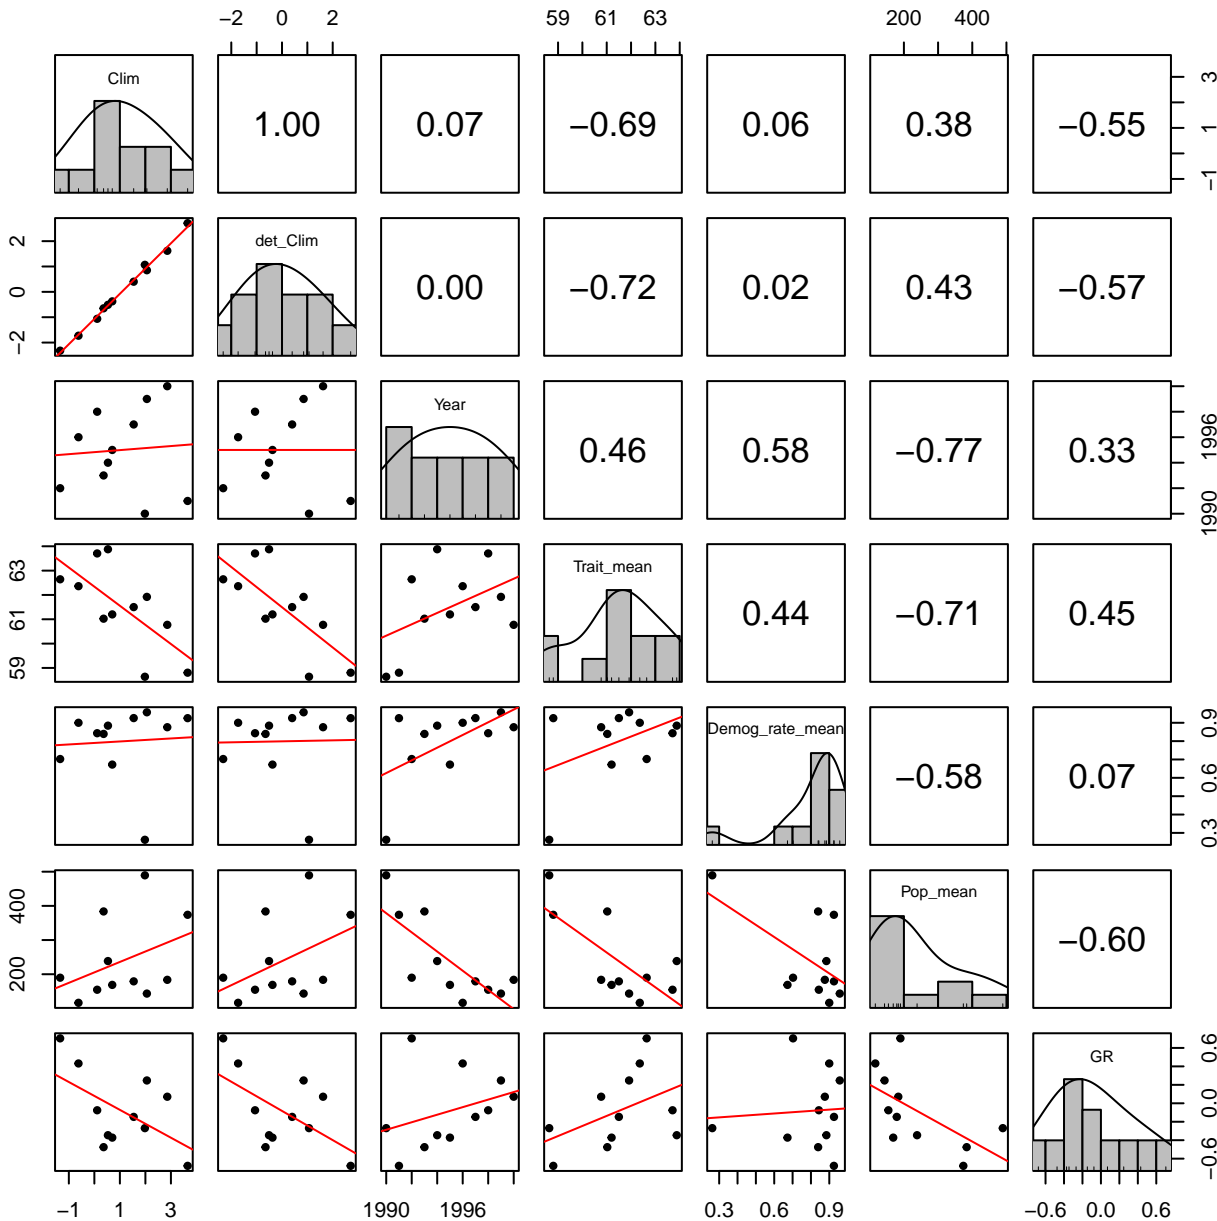 −2 0 2 59 61 63 200 400
Clim 1.00 0.07 −0.69 0.06 0.38 −0.55 −1 1 3
−2 0 2 det_Clim 0.00 −0.72 0.02 0.43 −0.57
Year 0.46 0.58 −0.77 0.33 1990 1996
59 61 63 Trait_mean 0.44 −0.71 0.45
Demog_rate_mean −0.58 0.07 0.3 0.6 0.9
200 400 Pop_mean −0.60
GR −0.6 0.0 0.6
−1 1 3 1990 1996 0.3 0.6 0.9 −0.6 0.0 0.6